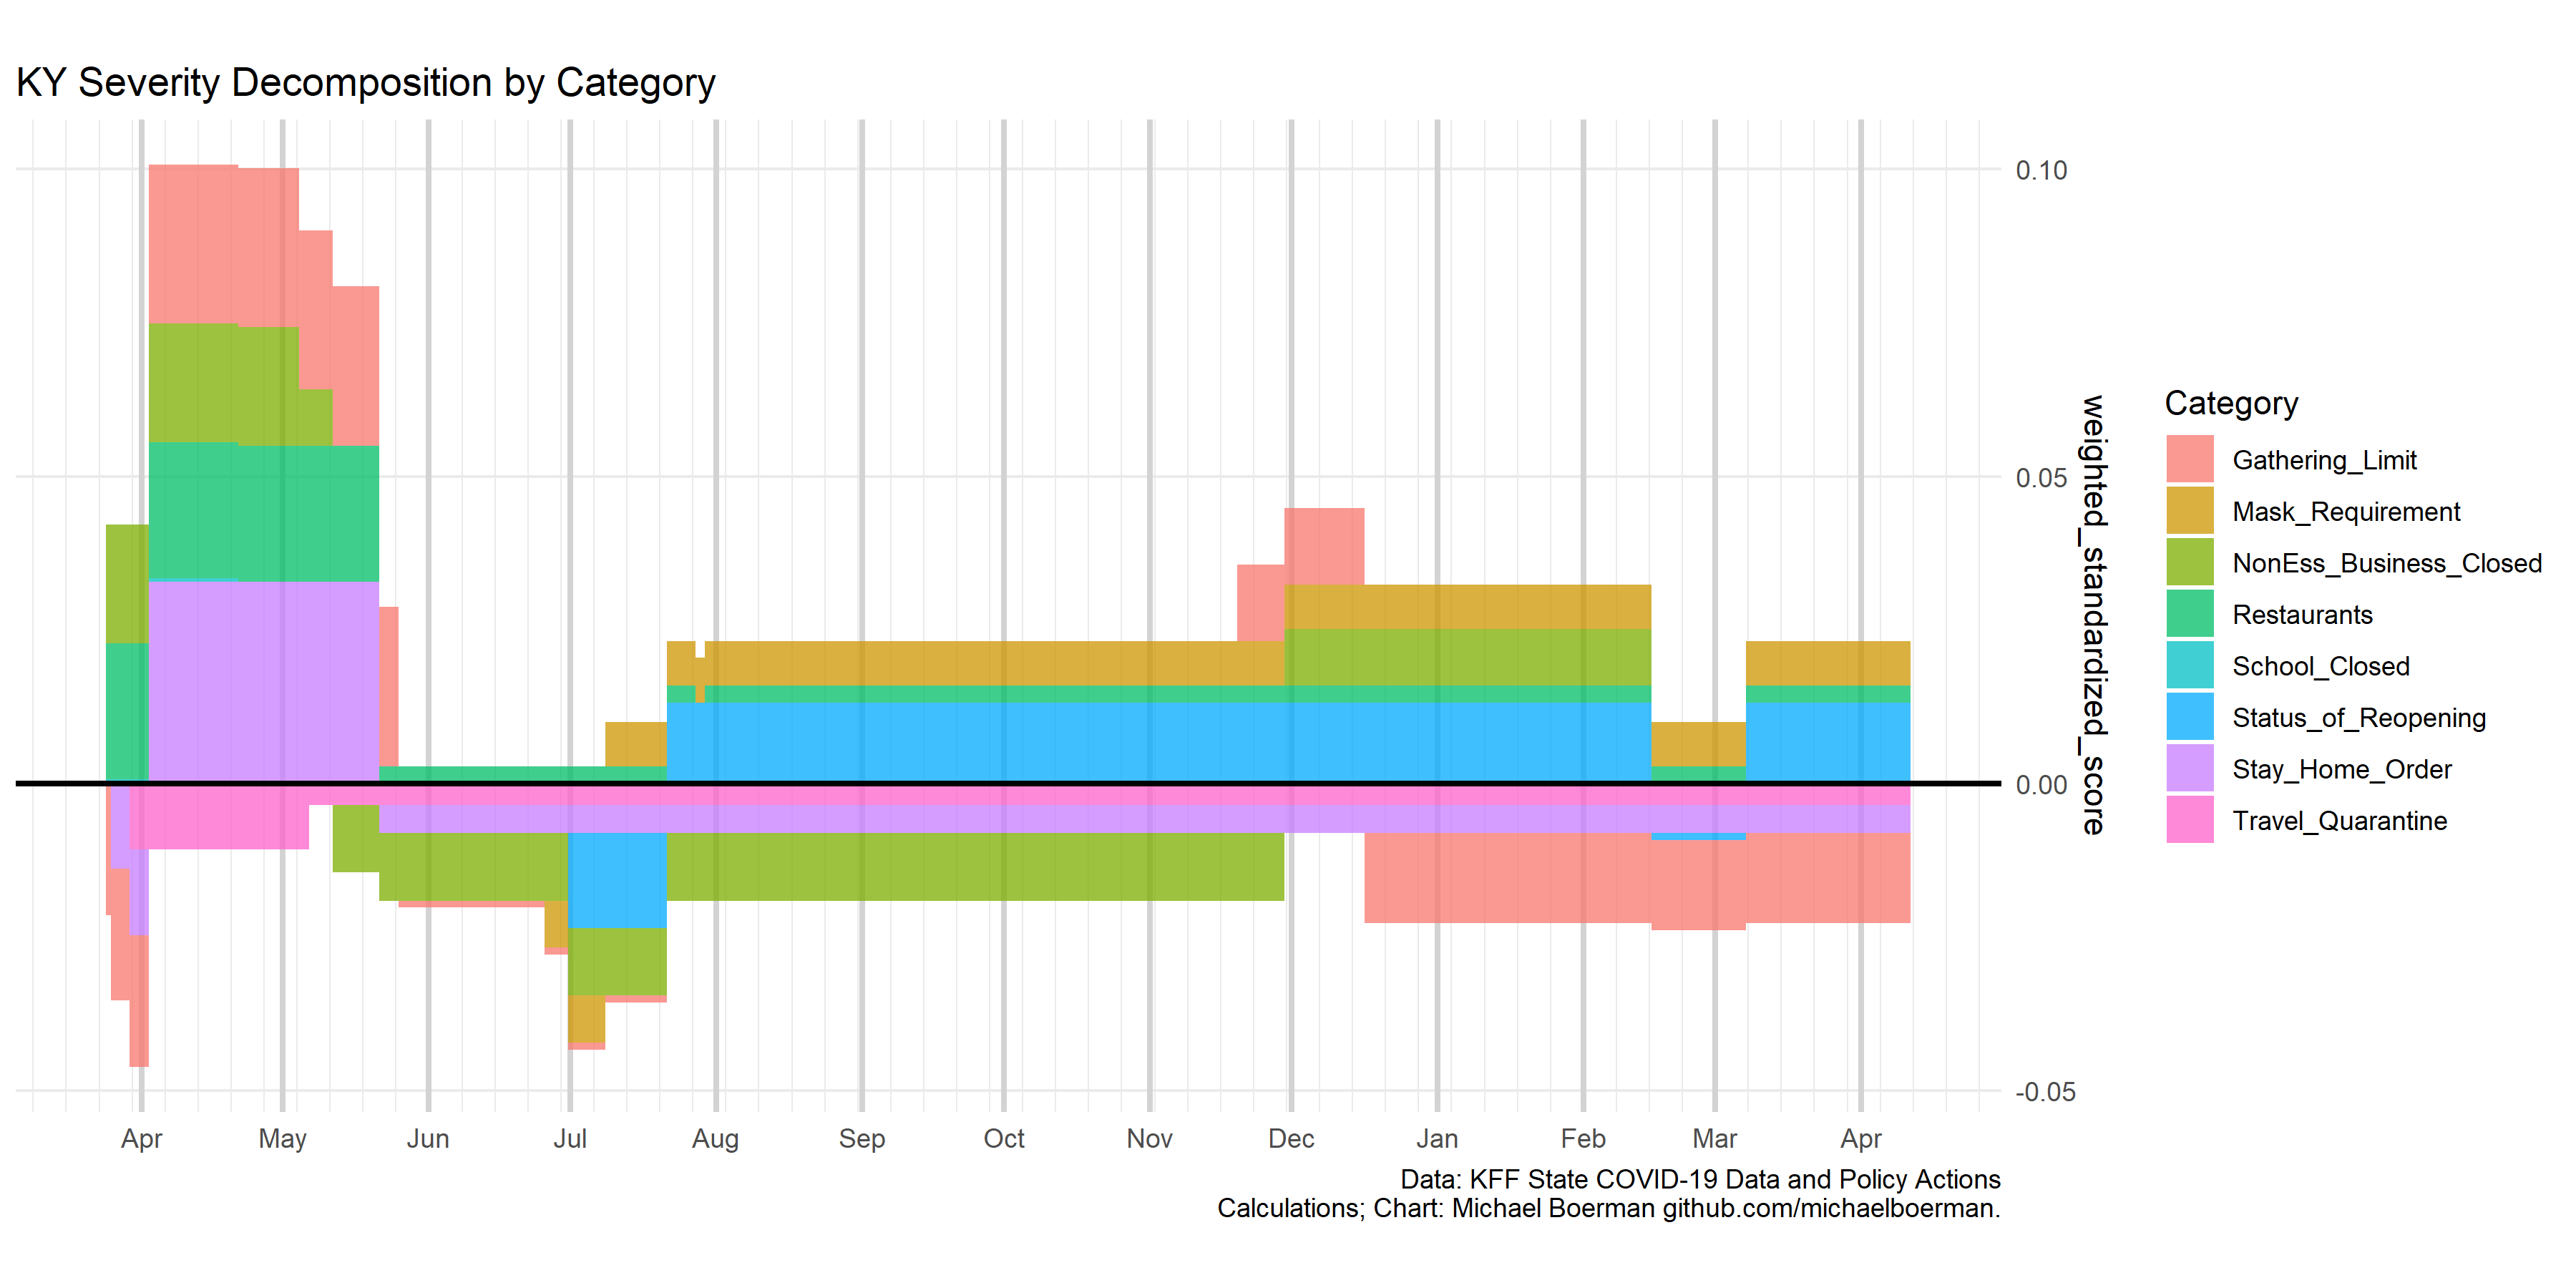 KY Severity Decomposition by Category
0.10
0.05
0.00
-0.05
weighted_standardized_score
Category
Gathering_Limit
Mask_Requirement
NonEss_Business_Closed
Restaurants
School_Closed
Status_of_Reopening
Stay_Home_Order
Travel_Quarantine
Apr May Jun Jul Aug Sep Oct Nov Dec Jan Feb Mar Apr
Data: KFF State COVID-19 Data and Policy Actions
Calculations; Chart: Michael Boerman github.com/michaelboerman.